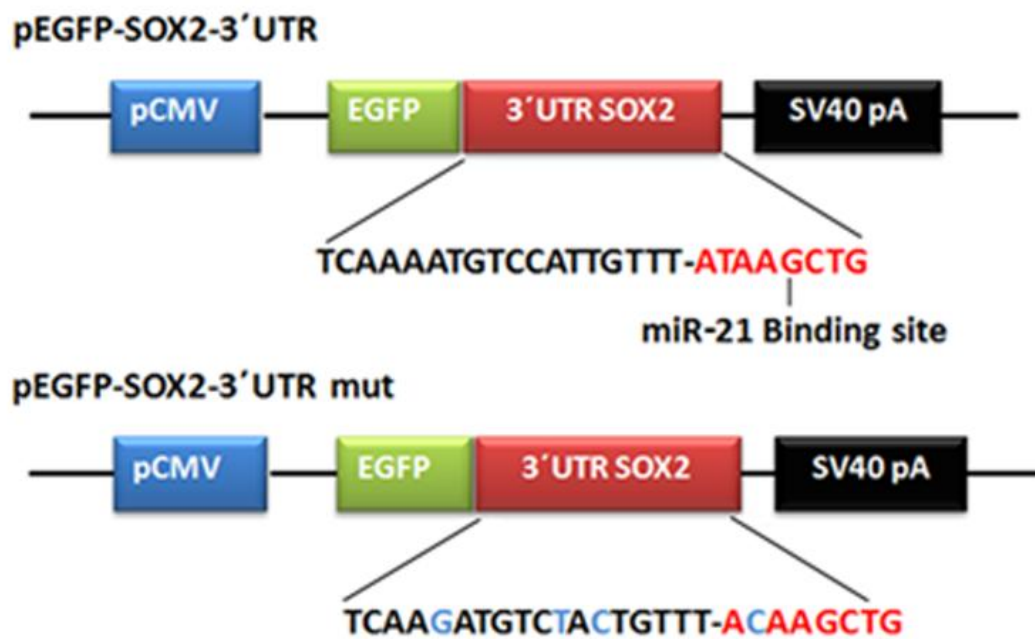 pEGFP-SOX2-3´UTR
pCMV EGFP 3´UTR SOX2 SV40 pA
TCAAAATGTCCATTGTTT-ATAAGCTG
miR-21 Binding site
pEGFP-SOX2-3´UTR mut
pCMV EGFP 3´UTR SOX2 SV40 pA
TCAAGATGTCTACTGTTT-ACAAGCTG